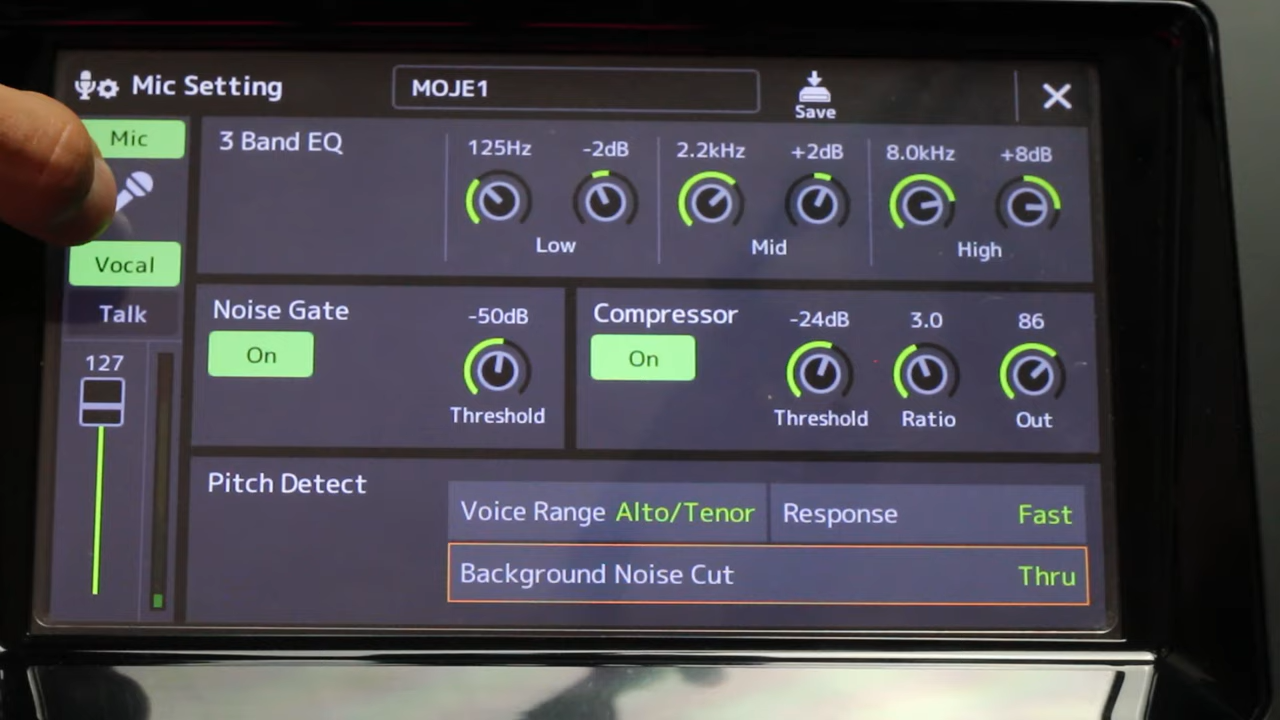 Mic Setting
MOJE1
Save
Mic
Vocal
Talk
127
3 Band EQ
125Hz -2dB 2.2kHz +2dB 8.0kHz +8dB
Low Mid High
Noise Gate
On
-50dB
Threshold
Compressor
On
-24dB 3.0 86
Threshold Ratio Out
Pitch Detect
Voice Range Alto/Tenor Response Fast
Background Noise Cut Thru